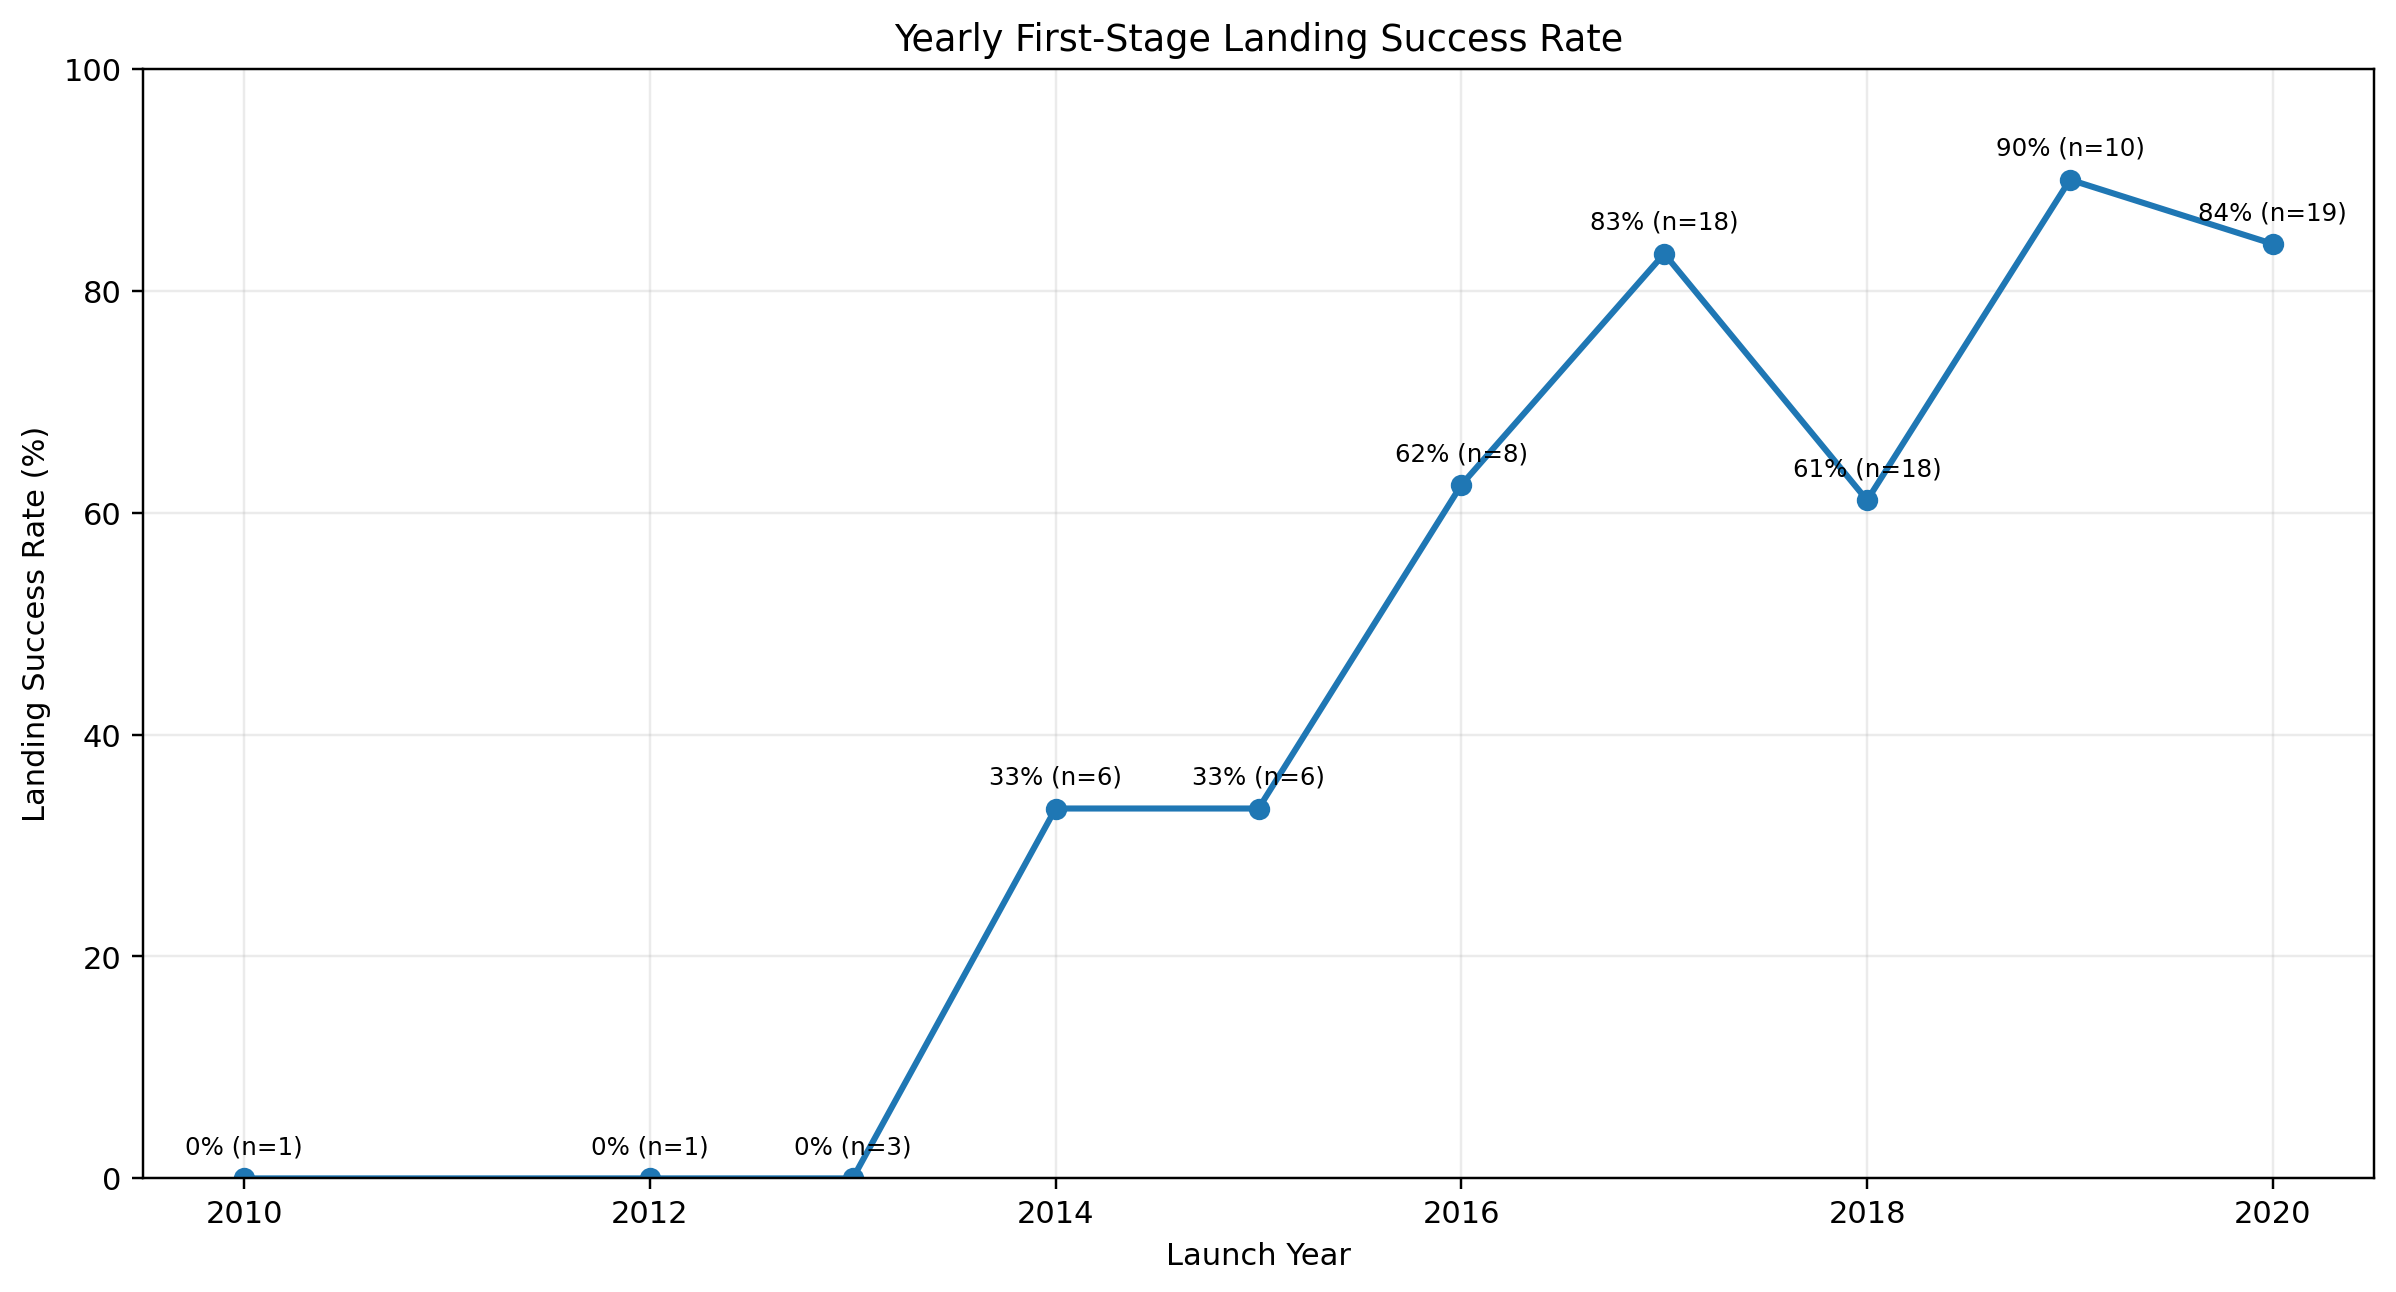 Yearly First-Stage Landing Success Rate
100
80
60
40
20
0
Landing Success Rate (%)
0% (n=1)
0% (n=1)
0% (n=3)
33% (n=6)
33% (n=6)
62% (n=8)
83% (n=18)
61% (n=18)
90% (n=10)
84% (n=19)
2010
2012
2014
2016
2018
2020
Launch Year